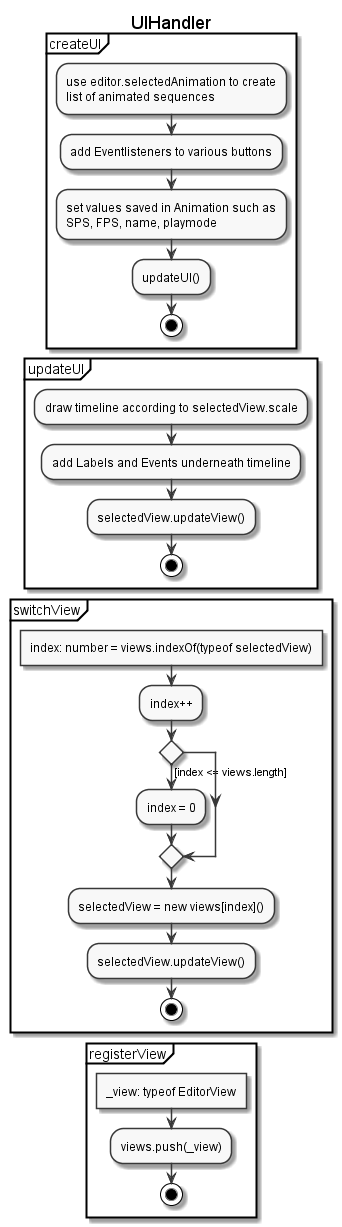 UIHandler
createUI
use editor.selectedAnimation to create
list of animated sequences
add Eventlisteners to various buttons
set values saved in Animation such as
SPS, FPS, name, playmode
updateUI()
updateUI
draw timeline according to selectedView.scale
add Labels and Events underneath timeline
selectedView.updateView()
switchView
index: number = views.indexOf(typeof selectedView)
index++
[index <= views.length]
index = 0
selectedView = new views[index]()
selectedView.updateView()
registerView
_view: typeof EditorView
views.push(_view)